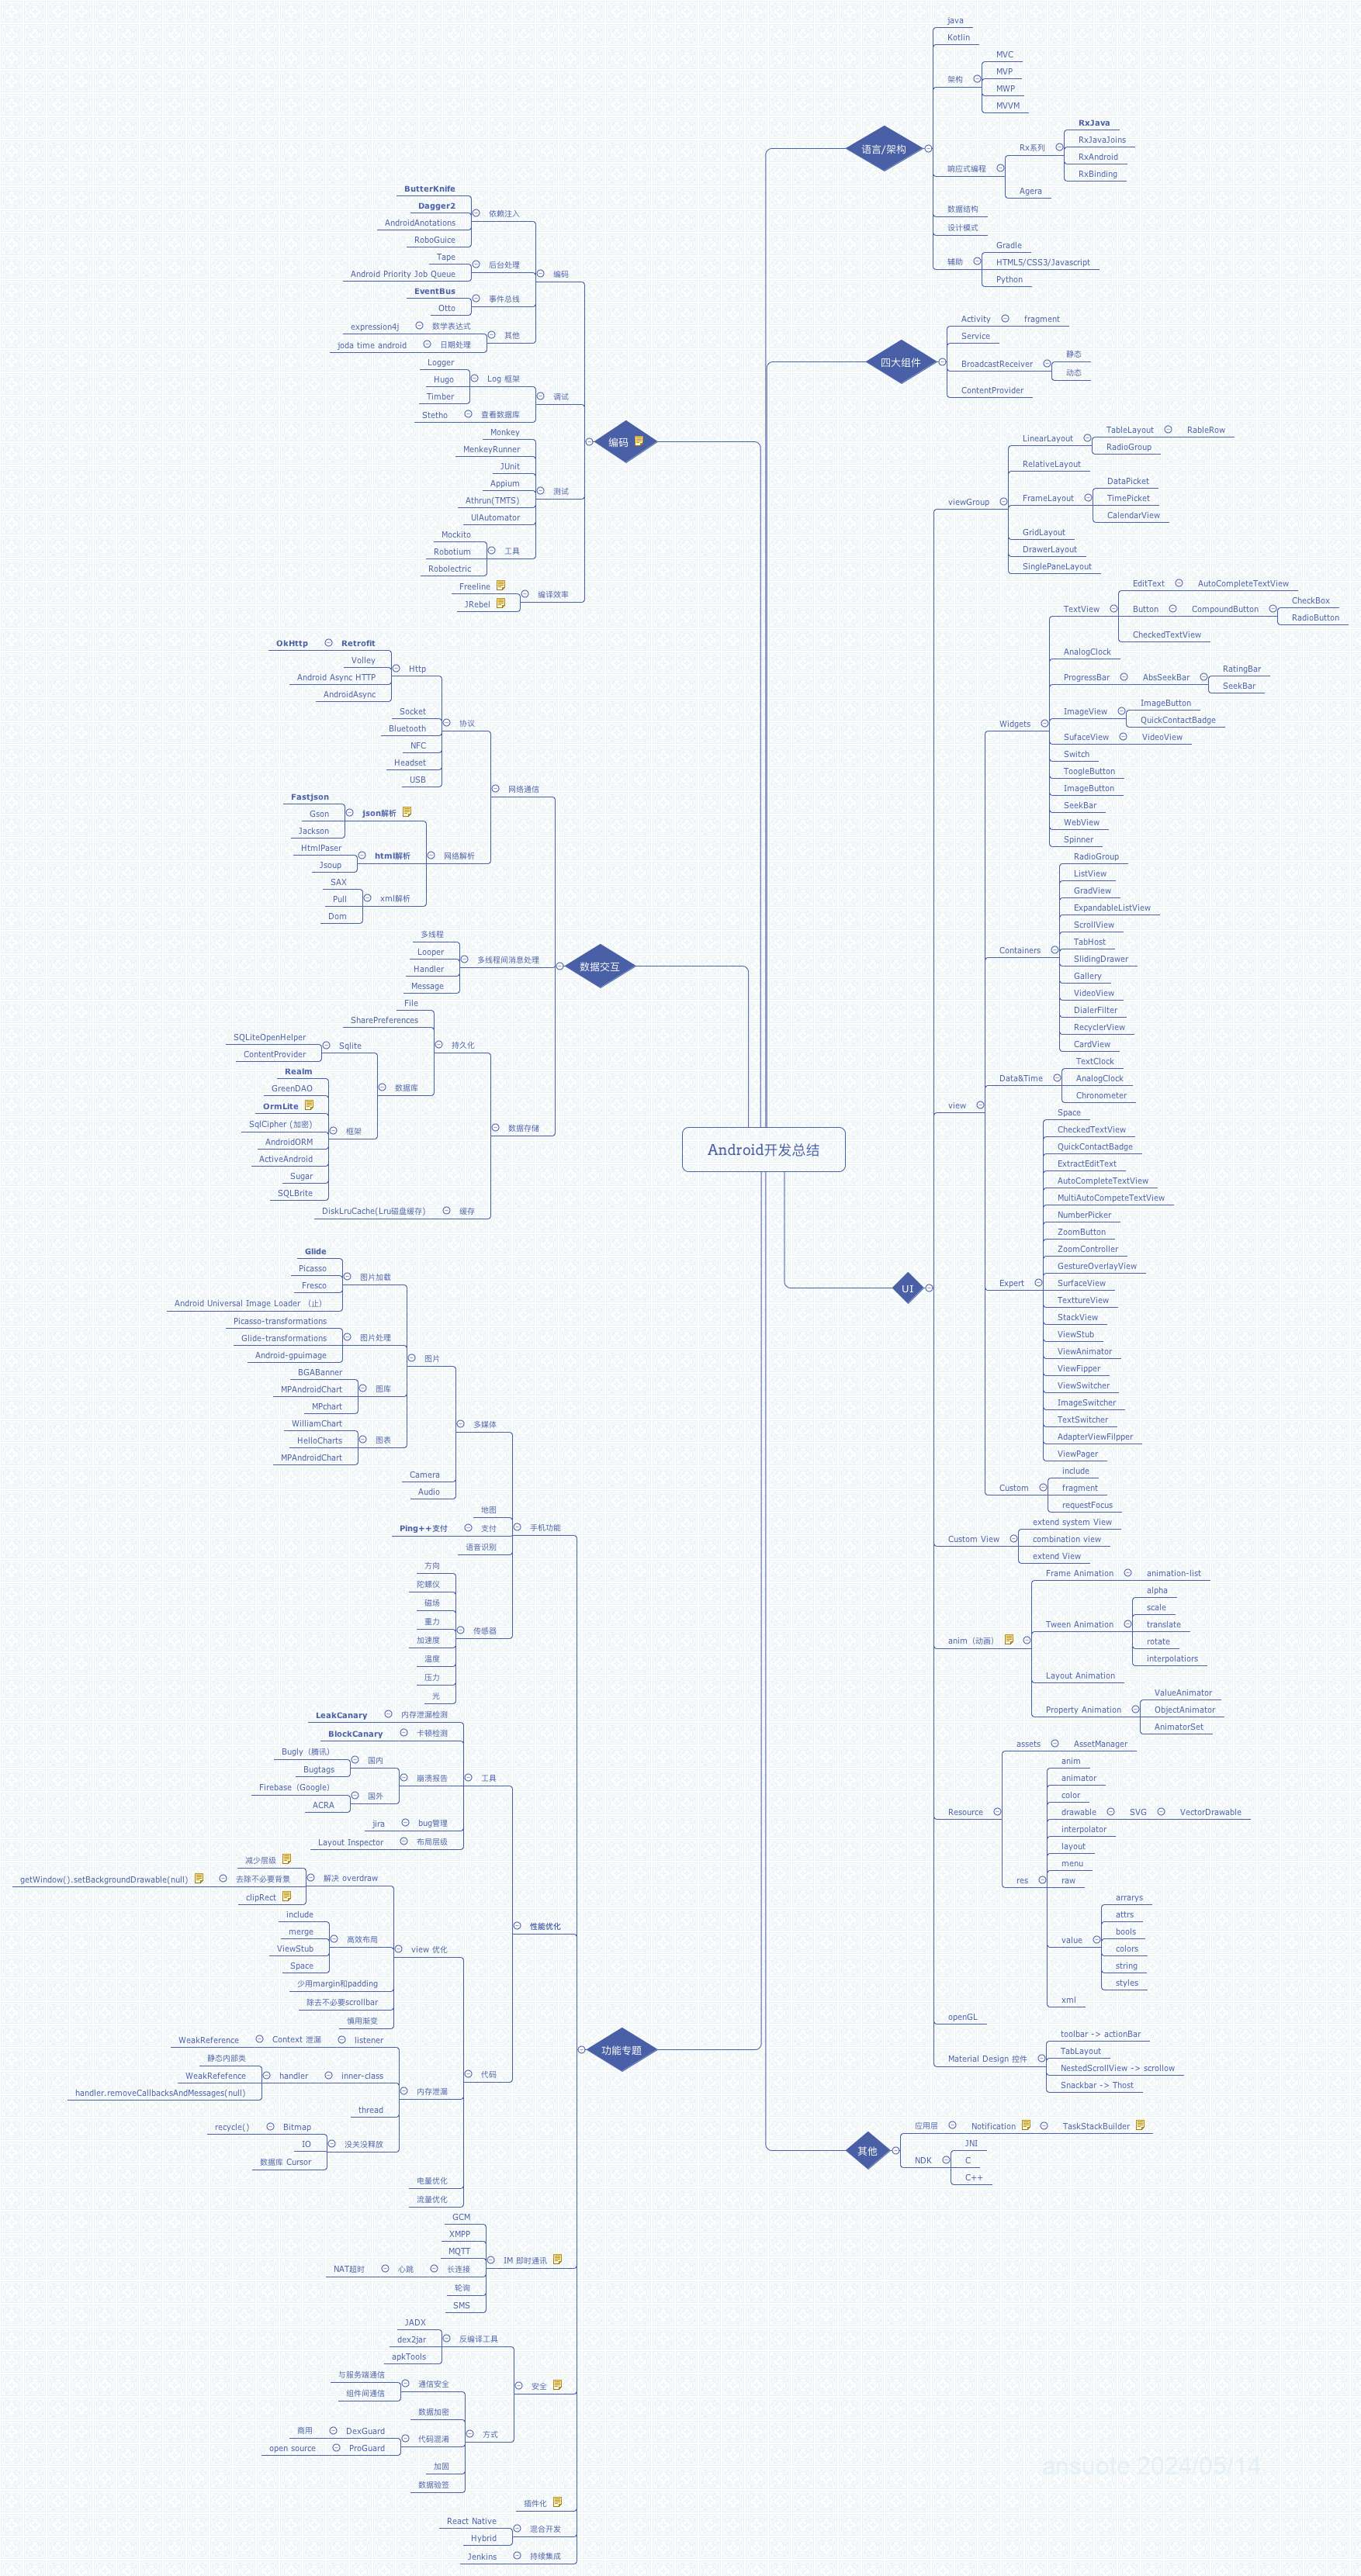 Android开发总结
语言/架构
java
Kotlin
架构
MVC
MVP
MWP
MVVM
响应式编程
Rx系列
RxJava
RxJavaJoins
RxAndroid
RxBinding
Agera
数据结构
设计模式
辅助
Gradle
HTML5/CSS3/Javascript
Python
四大组件
Activity
fragment
Service
BroadcastReceiver
静态
动态
ContentProvider
UI
viewGroup
LinearLayout
TableLayout
RableRow
RadioGroup
RelativeLayout
FrameLayout
DataPicket
TimePicket
CalendarView
GridLayout
DrawerLayout
SinglePaneLayout
view
Widgets
TextView
EditText
AutoCompleteTextView
Button
CompoundButton
CheckBox
RadioButton
CheckedTextView
AnalogClock
ProgressBar
AbsSeekBar
RatingBar
SeekBar
ImageView
ImageButton
QuickContactBadge
SufaceView
VideoView
Switch
ToogleButton
ImageButton
SeekBar
WebView
Spinner
Containers
RadioGroup
ListView
GradView
ExpandableListView
ScrollView
TabHost
SlidingDrawer
Gallery
VideoView
DialerFilter
RecyclerView
CardView
Data&Time
TextClock
AnalogClock
Chronometer
Expert
Space
CheckedTextView
QuickContactBadge
ExtractEditText
AutoCompleteTextView
MultiAutoCompeteTextView
NumberPicker
ZoomButton
ZoomController
GestureOverlayView
SurfaceView
TexttureView
StackView
ViewStub
ViewAnimator
ViewFipper
ViewSwitcher
ImageSwitcher
TextSwitcher
AdapterViewFilpper
ViewPager
Custom
include
fragment
requestFocus
Custom View
extend system View
combination view
extend View
anim（动画）
Frame Animation
animation-list
Tween Animation
alpha
scale
translate
rotate
interpolatiors
Layout Animation
Property Animation
ValueAnimator
ObjectAnimator
AnimatorSet
Resource
assets
AssetManager
res
anim
animator
color
drawable
SVG
VectorDrawable
interpolator
layout
menu
raw
value
arrarys
attrs
bools
colors
string
styles
xml
openGL
Material Design 控件
toolbar -> actionBar
TabLayout
NestedScrollView -> scrollow
Snackbar -> Thost
其他
应用层
Notification
TaskStackBuilder
NDK
JNI
C
C++
编码
编码
依赖注入
ButterKnife
Dagger2
AndroidAnotations
RoboGuice
后台处理
Tape
Android Priority Job Queue
事件总线
EventBus
Otto
其他
数学表达式
expression4j
日期处理
joda time android
调试
Log 框架
Logger
Hugo
Timber
查看数据库
Stetho
测试
Monkey
MenkeyRunner
JUnit
Appium
Athrun(TMTS)
UIAutomator
工具
Mockito
Robotium
Robolectric
编译效率
Freeline
JRebel
数据交互
网络通信
协议
Http
Retrofit
OkHttp
Volley
Android Async HTTP
AndroidAsync
Socket
Bluetooth
NFC
Headset
USB
网络解析
json解析
Fastjson
Gson
Jackson
html解析
HtmlPaser
Jsoup
xml解析
SAX
Pull
Dom
多线程间消息处理
多线程
Looper
Handler
Message
数据存储
持久化
File
SharePreferences
数据库
Sqlite
SQLiteOpenHelper
ContentProvider
框架
Realm
GreenDAO
OrmLite
SqlCipher (加密)
AndroidORM
ActiveAndroid
Sugar
SQLBrite
缓存
DiskLruCache(Lru磁盘缓存)
功能专题
手机功能
多媒体
图片
图片加载
Glide
Picasso
Fresco
Android Universal Image Loader （止）
图片处理
Picasso-transformations
Glide-transformations
Android-gpuimage
图库
BGABanner
MPAndroidChart
MPchart
图表
WilliamChart
HelloCharts
MPAndroidChart
Camera
Audio
地图
支付
Ping++支付
语音识别
传感器
方向
陀螺仪
磁场
重力
加速度
温度
压力
光
性能优化
工具
内存泄漏检测
LeakCanary
卡顿检测
BlockCanary
崩溃报告
国内
Bugly（腾讯）
Bugtags
国外
Firebase（Google）
ACRA
bug管理
jira
布局层级
Layout Inspector
代码
view 优化
解决 overdraw
减少层级
去除不必要背景
getWindow().setBackgroundDrawable(null)
clipRect
高效布局
include
merge
ViewStub
Space
少用margin和padding
除去不必要scrollbar
慎用渐变
内存泄漏
listener
Context 泄漏
WeakReference
inner-class
handler
静态内部类
WeakRefence
handler.removeCallbacksAndMessages(null)
thread
没关没释放
Bitmap
recycle()
IO
数据库 Cursor
电量优化
流量优化
IM 即时通讯
GCM
XMPP
MQTT
长连接
心跳
NAT超时
轮询
SMS
安全
反编译工具
JADX
dex2jar
apkTools
方式
通信安全
与服务端通信
组件间通信
数据加密
代码混淆
DexGuard
商用
ProGuard
open source
加固
数据验签
插件化
混合开发
React Native
Hybrid
持续集成
Jenkins
ansuote 2024/05/14